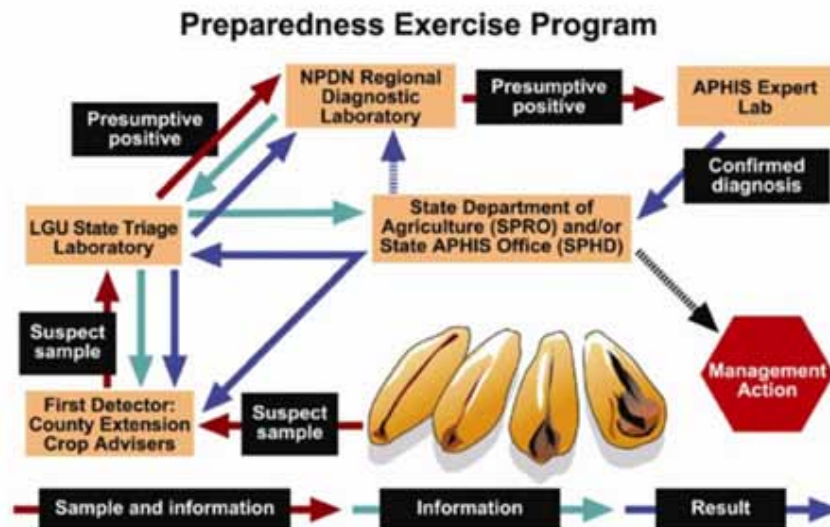 Preparedness Exercise Program
NPDN Regional
Diagnostic
Laboratory
Presumptive
positive
APHIS Expert
Lab
Presumptive
positive
Confirmed
diagnosis
LGU State Triage
Laboratory
State Department of
Agriculture (SPRO) and/or
State APHIS Office (SPHD)
Suspect
sample
Management
Action
First Detector:
County Extension
Crop Advisers
Suspect
sample
Sample and information
Information
Result